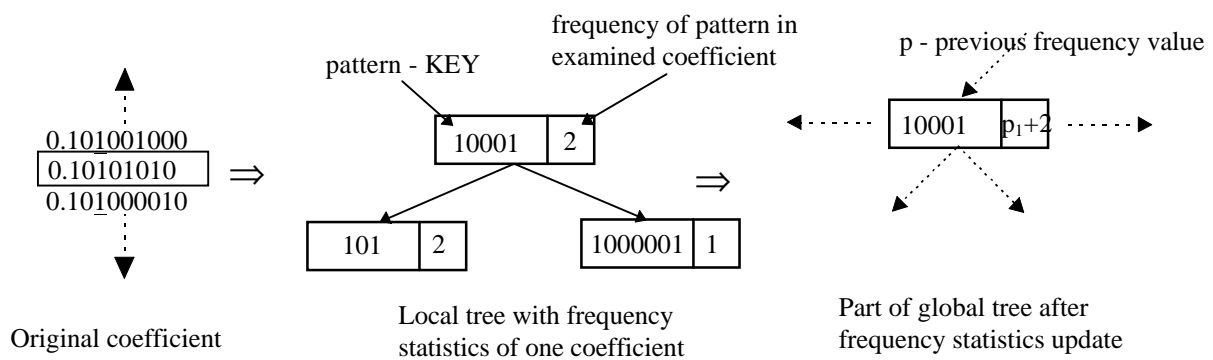 frequency of pattern in
examined coefficient
pattern - KEY
p - previous frequency value
0.101001000
0.10101010
0.101000010
⇒
10001 2
101 2
1000001 1
⇒
10001 p₁+2
Original coefficient
Local tree with frequency
statistics of one coefficient
Part of global tree after
frequency statistics update